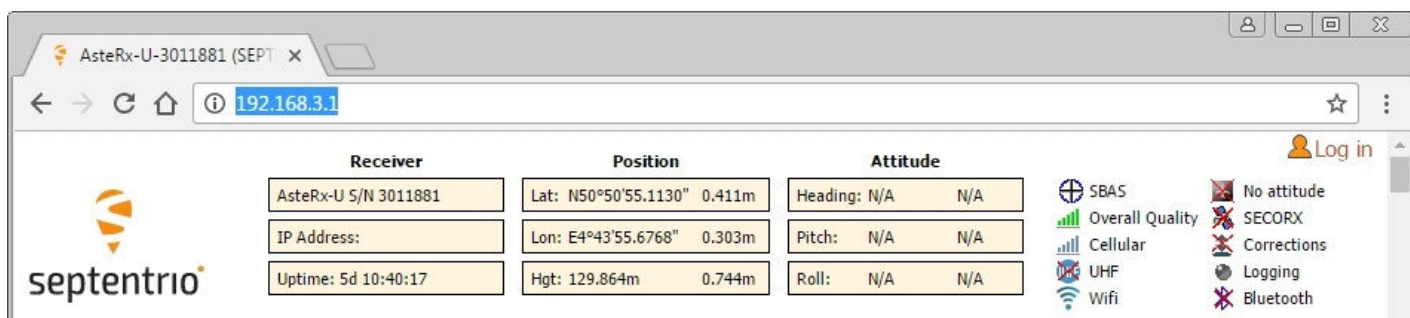 AsteRx-U-3011881 (SEPT
192.168.3.1
Log in
septentrio
Receiver
AsteRx-U S/N 3011881
IP Address:
Uptime: 5d 10:40:17
Position
Lat: N50°50'55.1130" 0.411m
Lon: E4°43'55.6768" 0.303m
Hgt: 129.864m 0.744m
Attitude
Heading: N/A N/A
Pitch: N/A N/A
Roll: N/A N/A
SBAS
Overall Quality
Cellular
UHF
Wifi
No attitude
SECORX
Corrections
Logging
Bluetooth